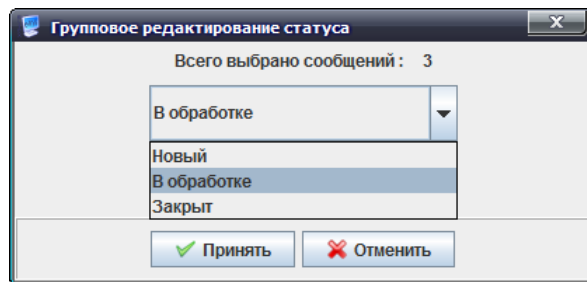 Групповое редактирование статуса
Всего выбрано сообщений : 3
В обработке
Новый
В обработке
Закрыт
Принять Отменить